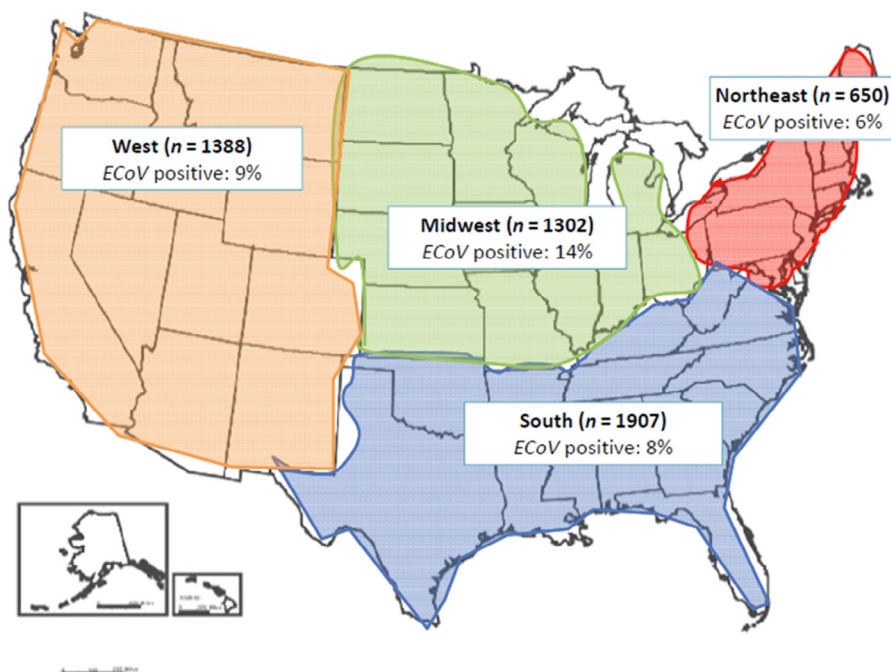 Northeast (n = 650)
ECoV positive: 6%
West (n = 1388)
ECoV positive: 9%
Midwest (n = 1302)
ECoV positive: 14%
South (n = 1907)
ECoV positive: 8%